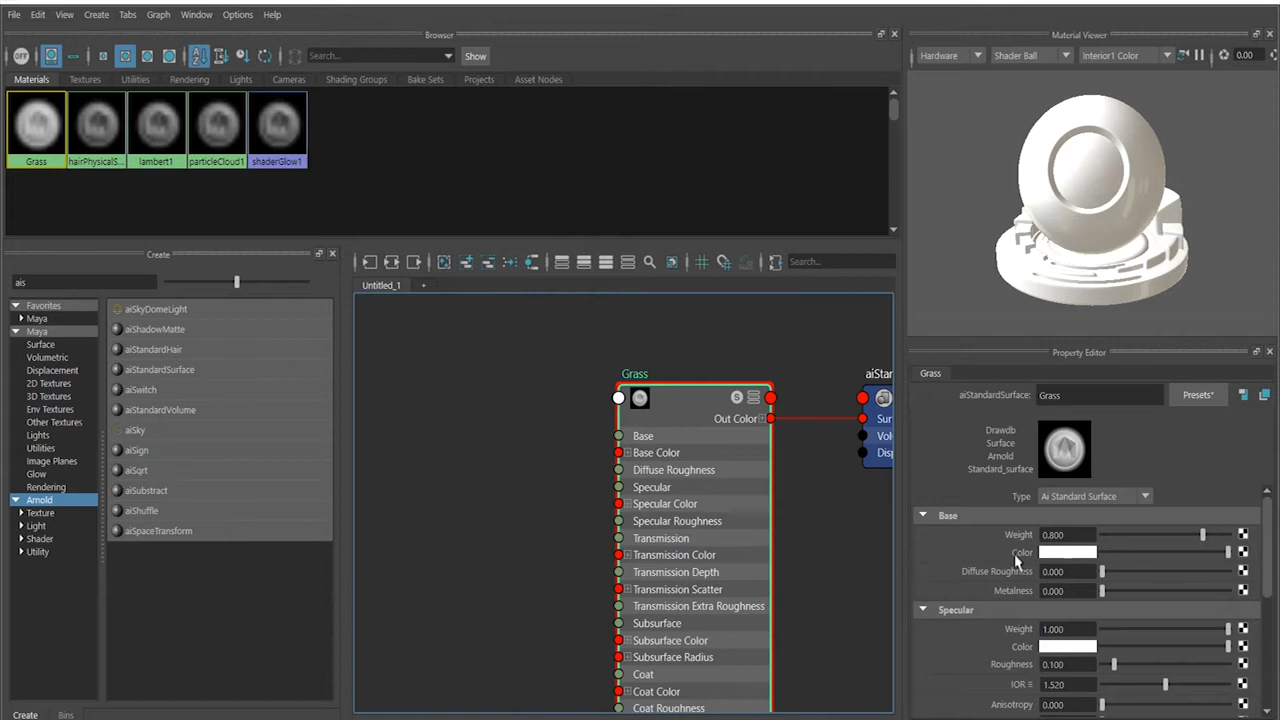 File Edit View Create Tabs Graph Window Options Help
Browser
Material Viewer
OFF Search... Show
Hardware Shader Ball Interior1 Color 0.00
Materials Textures Utilities Rendering Lights Cameras Shading Groups Bake Sets Projects Asset Nodes
Grass hairPhysicalS... lambert1 particleCloud1 shaderGlow1
Create
ais
Favorites
Maya
Maya
Surface
Volumetric
Displacement
2D Textures
3D Textures
Env Textures
Other Textures
Lights
Utilities
Image Planes
Glow
Rendering
Arnold
Texture
Light
Shader
Utility
aiSkyDomeLight
aiShadowMatte
aiStandardHair
aiStandardSurface
aiSwitch
aiStandardVolume
aiSky
aiSign
aiSqrt
aiSubstract
aiShuffle
aiSpaceTransform
Create Bins
Search...
Untitled_1 +
Grass
S
Out Color
Base
Base Color
Diffuse Roughness
Specular
Specular Color
Specular Roughness
Transmission
Transmission Color
Transmission Depth
Transmission Scatter
Transmission Extra Roughness
Subsurface
Subsurface Color
Subsurface Radius
Coat
Coat Color
Coat Roughness
aiStar
Sur
Vol
Disp
Property Editor
Grass
aiStandardSurface: Grass Presets*
Drawdb
Surface
Arnold
Standard_surface
Type Ai Standard Surface
Base
Weight 0.800
Color
Diffuse Roughness 0.000
Metalness 0.000
Specular
Weight 1.000
Color
Roughness 0.100
IOR 1.520
Anisotropy 0.000